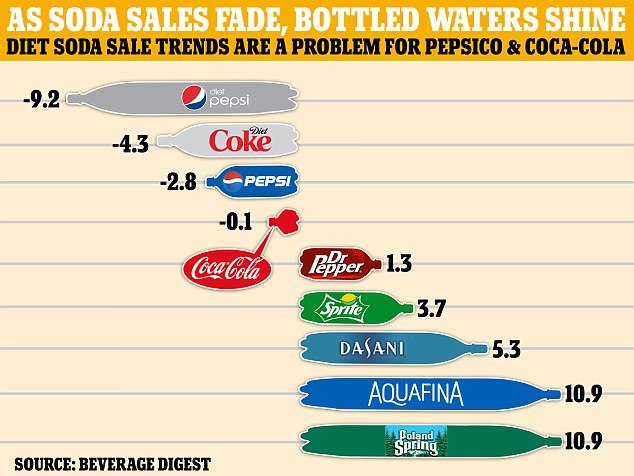 AS SODA SALES FADE, BOTTLED WATERS SHINE
DIET SODA SALE TRENDS ARE A PROBLEM FOR PEPSICO & COCA-COLA
-9.2
diet
pepsi
-4.3
Diet
Coke
-2.8
PEPSI
-0.1
Coca-Cola
Dr
Pepper
1.3
Sprite
3.7
DASANI
5.3
AQUAFINA
10.9
Poland
Spring
10.9
SOURCE: BEVERAGE DIGEST